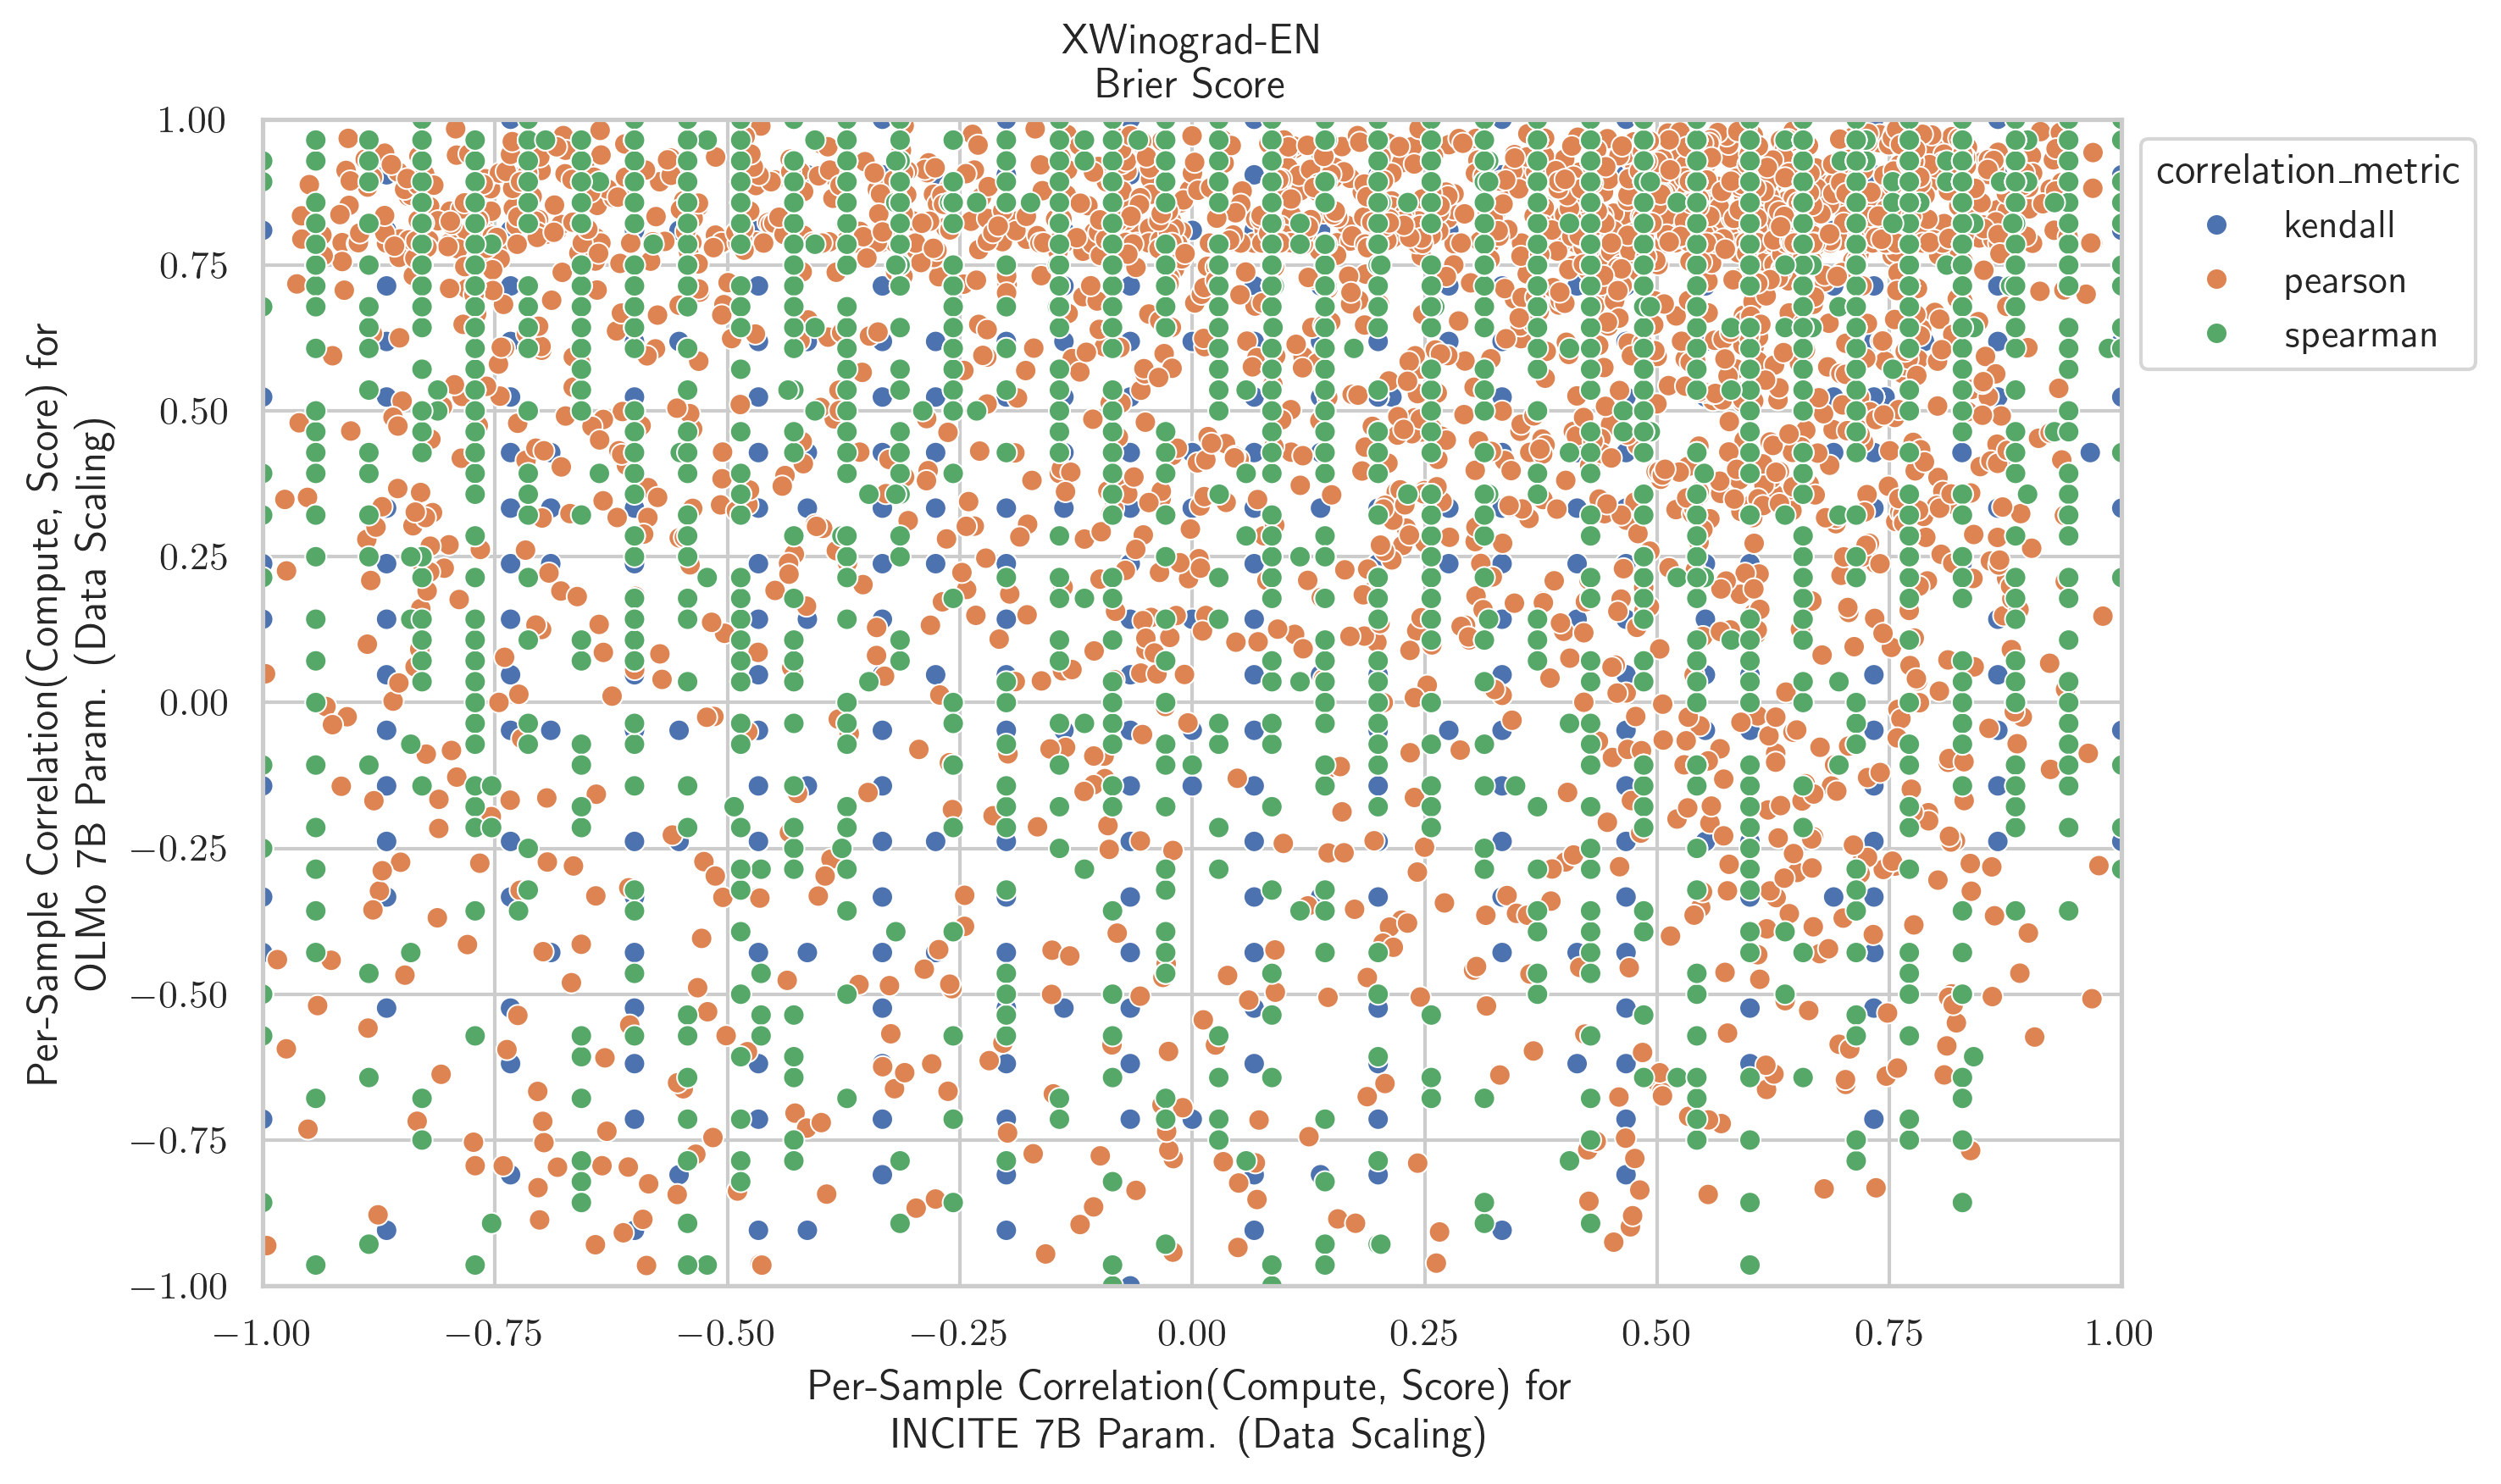 XWinograd-EN
Brier Score
1.00
0.75
0.50
0.25
0.00
−0.25
−0.50
−0.75
−1.00
Per-Sample Correlation(Compute, Score) for
OLMo 7B Param. (Data Scaling)
−1.00
−0.75
−0.50
−0.25
0.00
0.25
0.50
0.75
1.00
Per-Sample Correlation(Compute, Score) for
INCITE 7B Param. (Data Scaling)
correlation_metric
kendall
pearson
spearman